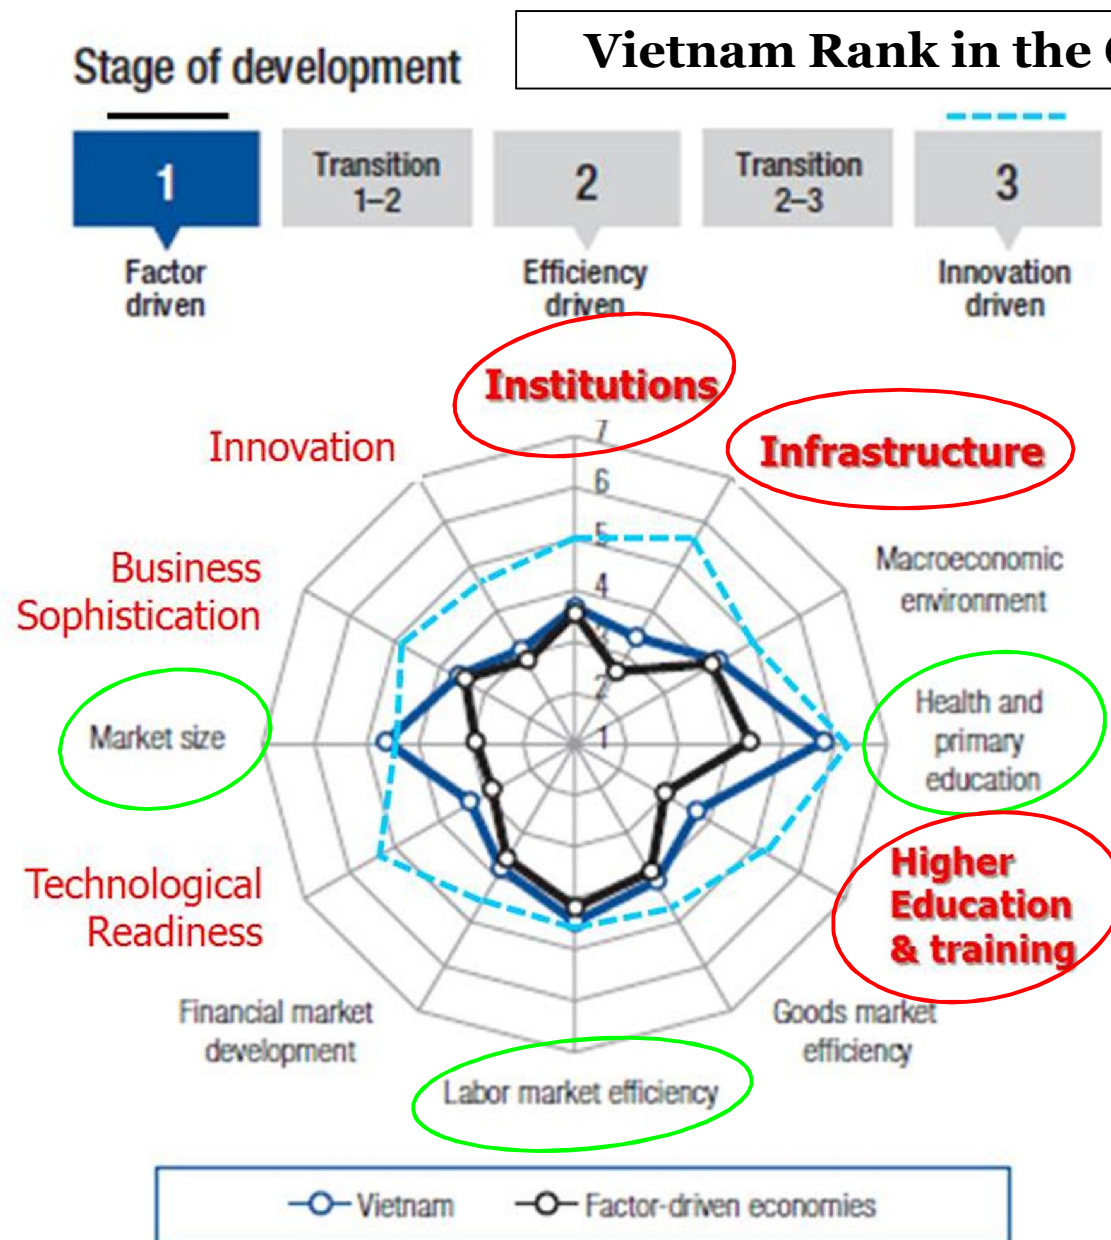 Vietnam Rank in the
Stage of development
1
Transition
1–2
2
Transition
2–3
3
Factor
driven
Efficiency
driven
Innovation
driven
Institutions
Innovation
Infrastructure
7
6
5
4
3
2
1
Macroeconomic
environment
Business
Sophistication
Health and
primary
education
Market size
Higher
Education
& training
Technological
Readiness
Financial market
development
Goods market
efficiency
Labor market efficiency
Vietnam
Factor-driven economies